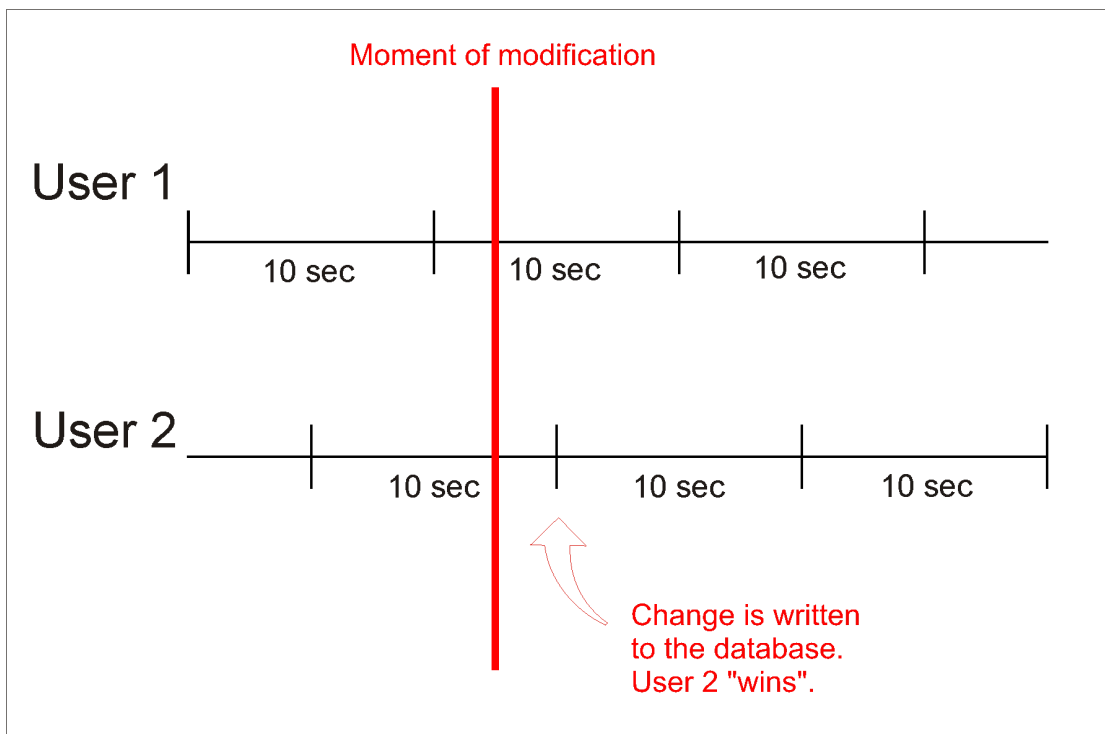 Moment of modification
User 1
10 sec
10 sec
10 sec
User 2
10 sec
10 sec
10 sec
Change is written
to the database.
User 2 "wins".